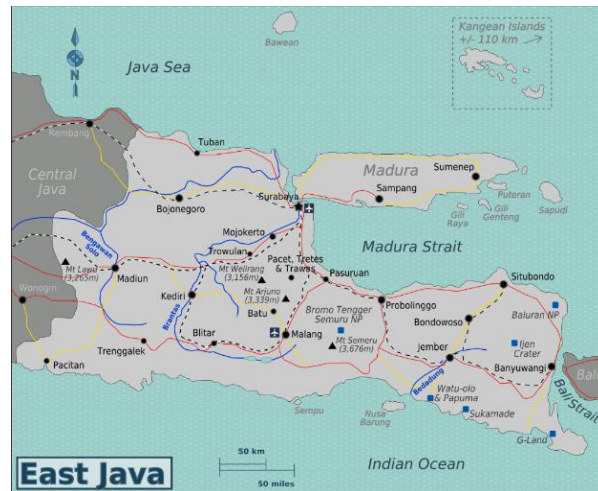 Bawean
Kangean Islands
+/- 110 km
N
Java Sea
Rembang
Tuban
Central
Java
Madura
Sumenep
Sampang
Puteran
Gili
Raya
Gili
Genteng
Sapudi
Bojonegoro
Surabaya
Bengawan
Solo
Mojokerto
Trowulan
Madura Strait
Mt Lawu
(3,265m)
Madiun
Mt Welirang
(3,156m)
Pacet, Tretes
& Trawas
Pasuruan
Situbondo
Wonogiri
Kediri
Mt Arjuno
(3,339m)
Brantas
Batu
Bromo Tengger
Semuru NP
Probolinggo
Baluran NP
Bondowoso
Blitar
Malang
Mt Semeru
(3,676m)
Jember
Ijen
Crater
Trenggalek
Pacitan
Banyuwangi
Bedadung
Watu-olo
& Papuma
Bali
Bali Strait
Sempu
Nusa
Barung
Sukamade
G-Land
Indian Ocean
East Java
50 km
50 miles